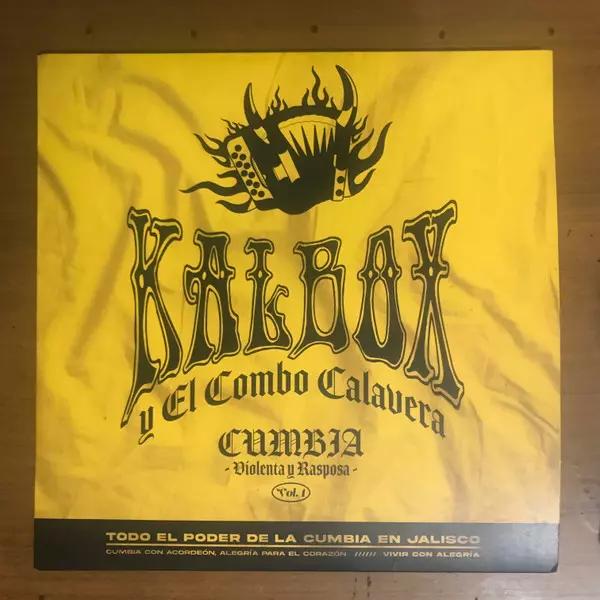 KALBOX
y El Combo Calavera
CUMBIA
- Violenta y Rasposa -
Vol. 1
TODO EL PODER DE LA CUMBIA EN JALISCO
CUMBIA CON ACORDEÓN, ALEGRÍA PARA EL CORAZÓN ////// VIVIR CON ALEGRÍA